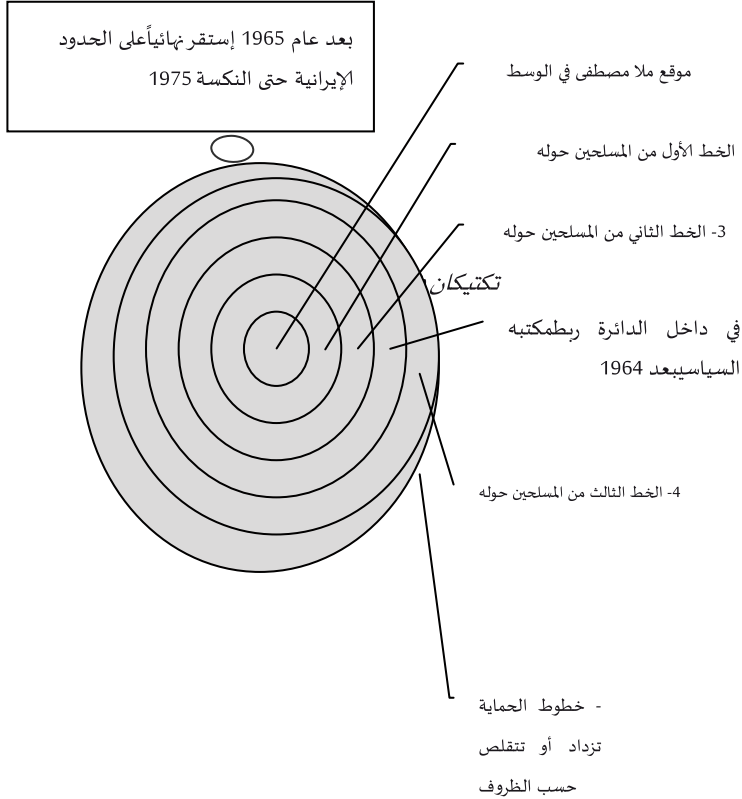 بعد عام 1965 إستقر نهائياًعلى الحدود
الإيرانية حتى النكسة 1975
موقع ملا مصطفى في الوسط
الخط الأول من المسلحين حوله
3- الخط الثاني من المسلحين حوله
تكتيكان
في داخل الدائرة ربطمكتبه
السياسيبعد 1964
4- الخط الثالث من المسلحين حوله
- خطوط الحماية
تزداد أو تتقلص
حسب الظروف